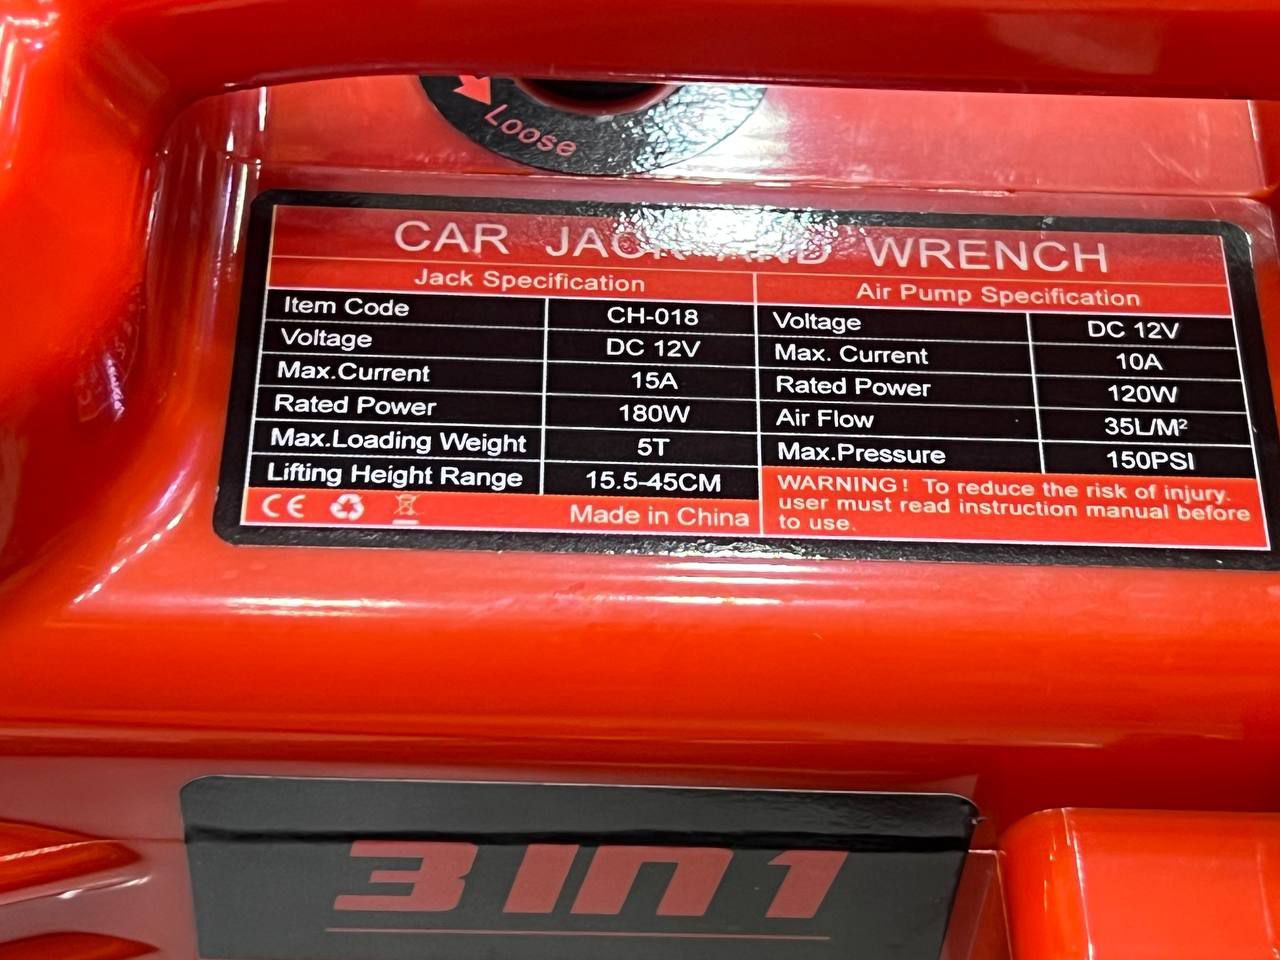 Loose
CAR JACK AND WRENCH
Jack Specification
Item Code CH-018
Voltage DC 12V
Max.Current 15A
Rated Power 180W
Max.Loading Weight 5T
Lifting Height Range 15.5-45CM
CE
Made in China
Air Pump Specification
Voltage DC 12V
Max. Current 10A
Rated Power 120W
Air Flow 35L/M²
Max.Pressure 150PSI
WARNING! To reduce the risk of injury.
user must read instruction manual before
to use.
3 IN 1